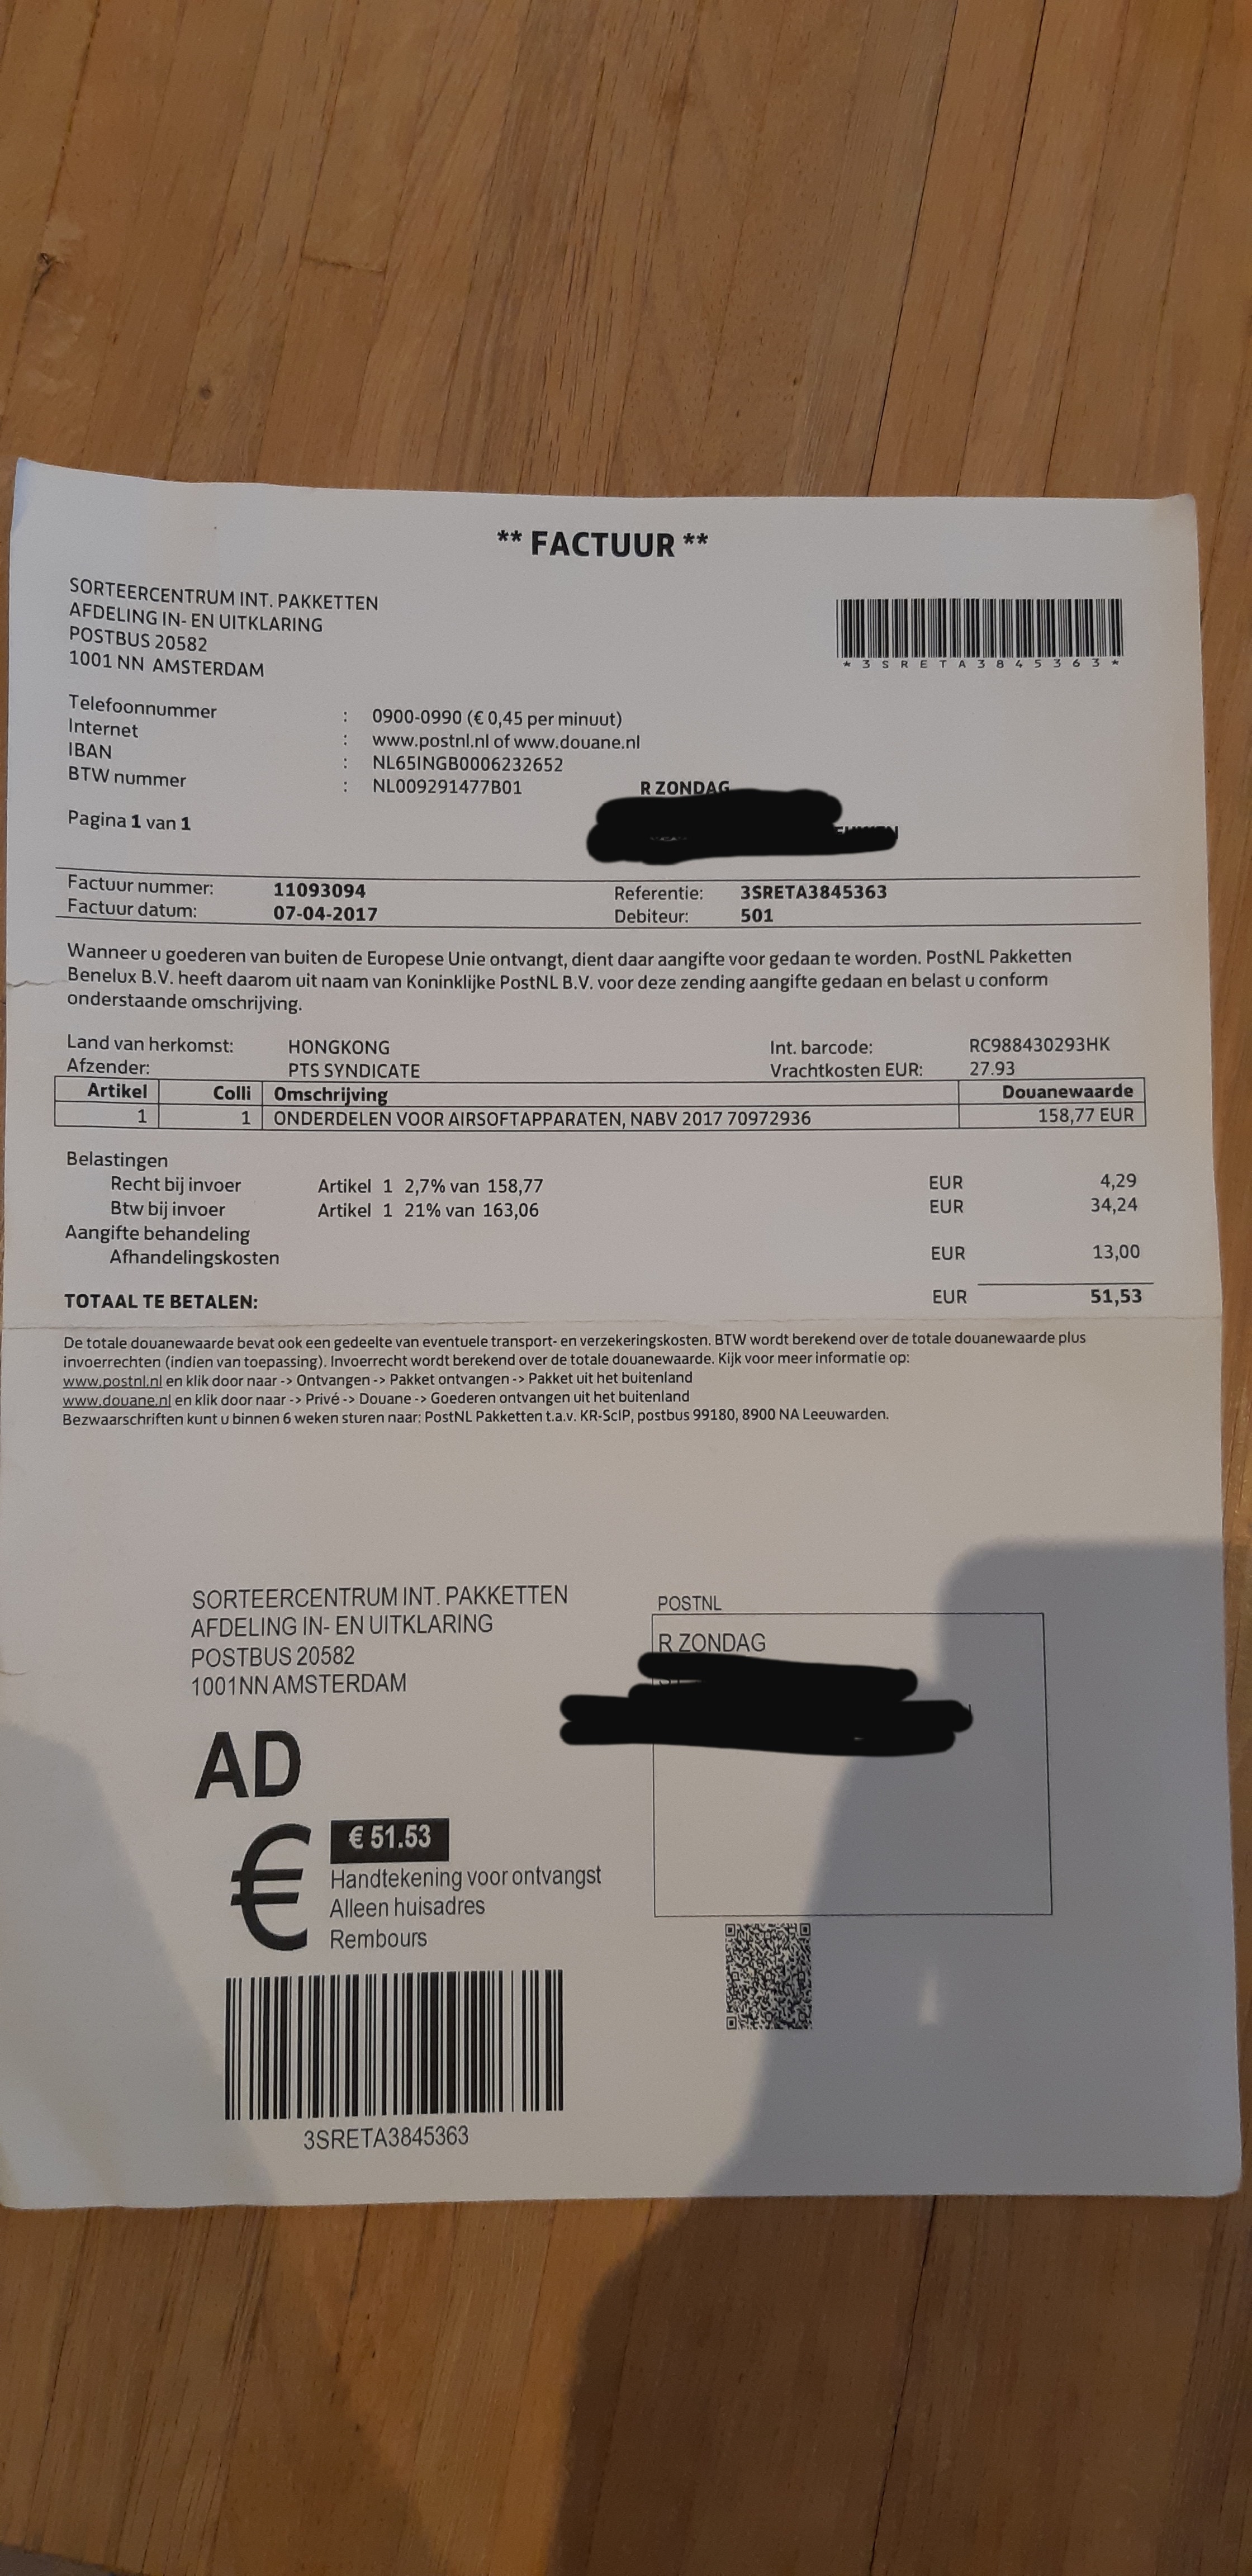 ** FACTUUR **
SORTEERCENTRUM INT. PAKKETTEN
AFDELING IN- EN UITKLARING
POSTBUS 20582
1001 NN AMSTERDAM
*3SRETA3845363*
Telefoonnummer : 0900-0990 (€ 0,45 per minuut)
Internet : www.postnl.nl of www.douane.nl
IBAN : NL65INGB0006232652
BTW nummer : NL009291477B01
R ZONDAG
Pagina 1 van 1
Factuur nummer: 11093094 Referentie: 3SRETA3845363
Factuur datum: 07-04-2017 Debiteur: 501
Wanneer u goederen van buiten de Europese Unie ontvangt, dient daar aangifte voor gedaan te worden. PostNL Pakketten
Benelux B.V. heeft daarom uit naam van Koninklijke PostNL B.V. voor deze zending aangifte gedaan en belast u conform
onderstaande omschrijving.
Land van herkomst: HONGKONG Int. barcode: RC988430293HK
Afzender: PTS SYNDICATE Vrachtkosten EUR: 27.93
Artikel Colli Omschrijving Douanewaarde
1 1 ONDERDELEN VOOR AIRSOFTAPPARATEN, NABV 2017 70972936 158,77 EUR
Belastingen
Recht bij invoer Artikel 1 2,7% van 158,77 EUR 4,29
Btw bij invoer Artikel 1 21% van 163,06 EUR 34,24
Aangifte behandeling
Afhandelingskosten EUR 13,00
TOTAAL TE BETALEN: EUR 51,53
De totale douanewaarde bevat ook een gedeelte van eventuele transport- en verzekeringskosten. BTW wordt berekend over de totale douanewaarde plus
invoerrechten (indien van toepassing). Invoerrecht wordt berekend over de totale douanewaarde. Kijk voor meer informatie op:
www.postnl.nl en klik door naar -> Ontvangen -> Pakket ontvangen -> Pakket uit het buitenland
www.douane.nl en klik door naar -> Privé -> Douane -> Goederen ontvangen uit het buitenland
Bezwaarschriften kunt u binnen 6 weken sturen naar: PostNL Pakketten t.a.v. KR-ScIP, postbus 99180, 8900 NA Leeuwarden.
SORTEERCENTRUM INT. PAKKETTEN
AFDELING IN- EN UITKLARING
POSTBUS 20582
1001NN AMSTERDAM
POSTNL
R ZONDAG
AD
€
€ 51.53
Handtekening voor ontvangst
Alleen huisadres
Rembours
3SRETA3845363